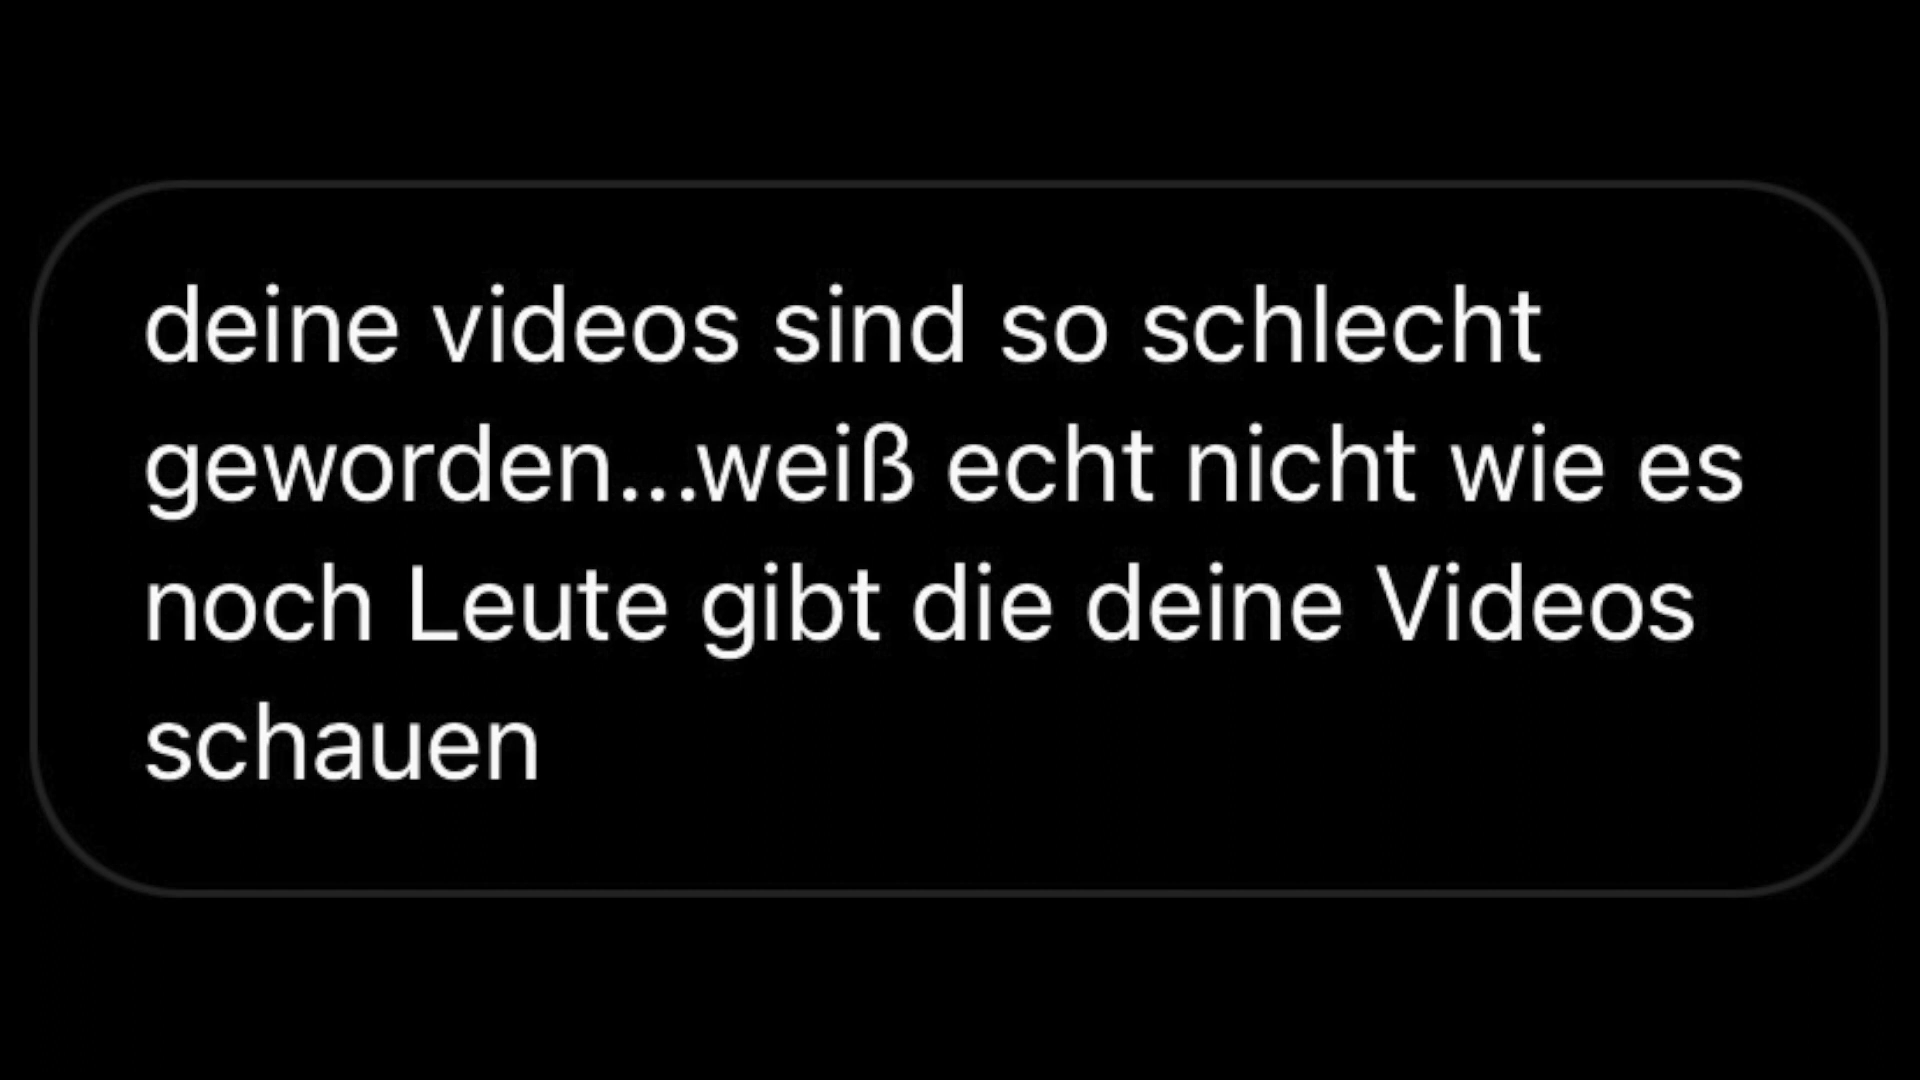 deine videos sind so schlecht
geworden...weiß echt nicht wie es
noch Leute gibt die deine Videos
schauen